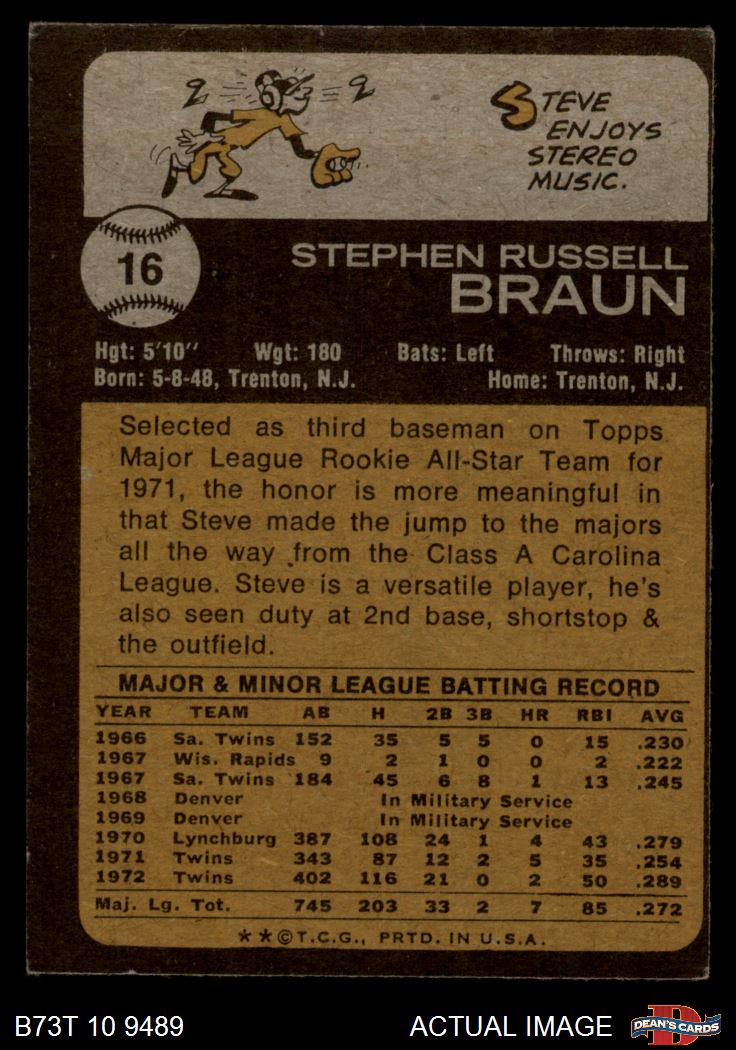 STEVE
ENJOYS
STEREO
MUSIC.
16
STEPHEN RUSSELL
BRAUN
Hgt: 5'10" Wgt: 180 Bats: Left Throws: Right
Born: 5-8-48, Trenton, N.J. Home: Trenton, N.J.
Selected as third baseman on Topps
Major League Rookie All-Star Team for
1971, the honor is more meaningful in
that Steve made the jump to the majors
all the way from the Class A Carolina
League. Steve is a versatile player, he's
also seen duty at 2nd base, shortstop &
the outfield.
MAJOR & MINOR LEAGUE BATTING RECORD
YEAR TEAM AB H 2B 3B HR RBI AVG
1966 Sa. Twins 152 35 5 5 0 15 .230
1967 Wis. Rapids 9 2 1 0 0 2 .222
1967 Sa. Twins 184 45 6 8 1 13 .245
1968 Denver In Military Service
1969 Denver In Military Service
1970 Lynchburg 387 108 24 1 4 43 .279
1971 Twins 343 87 12 2 5 35 .254
1972 Twins 402 116 21 0 2 50 .289
Maj. Lg. Tot. 745 203 33 2 7 85 .272
**©T.C.G., PRTD. IN U.S.A.
B73T 10 9489 ACTUAL IMAGE DEAN'S CARDS